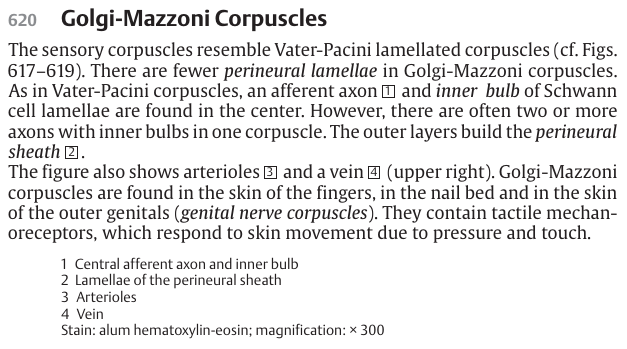 620 Golgi-Mazzoni Corpuscles
The sensory corpuscles resemble Vater-Pacini lamellated corpuscles (cf. Figs.
617–619). There are fewer perineural lamellae in Golgi-Mazzoni corpuscles.
As in Vater-Pacini corpuscles, an afferent axon 1 and inner bulb of Schwann
cell lamellae are found in the center. However, there are often two or more
axons with inner bulbs in one corpuscle. The outer layers build the perineural
sheath 2.
The figure also shows arterioles 3 and a vein 4 (upper right). Golgi-Mazzoni
corpuscles are found in the skin of the fingers, in the nail bed and in the skin
of the outer genitals (genital nerve corpuscles). They contain tactile mechan-
oreceptors, which respond to skin movement due to pressure and touch.
1 Central afferent axon and inner bulb
2 Lamellae of the perineural sheath
3 Arterioles
4 Vein
Stain: alum hematoxylin-eosin; magnification: × 300